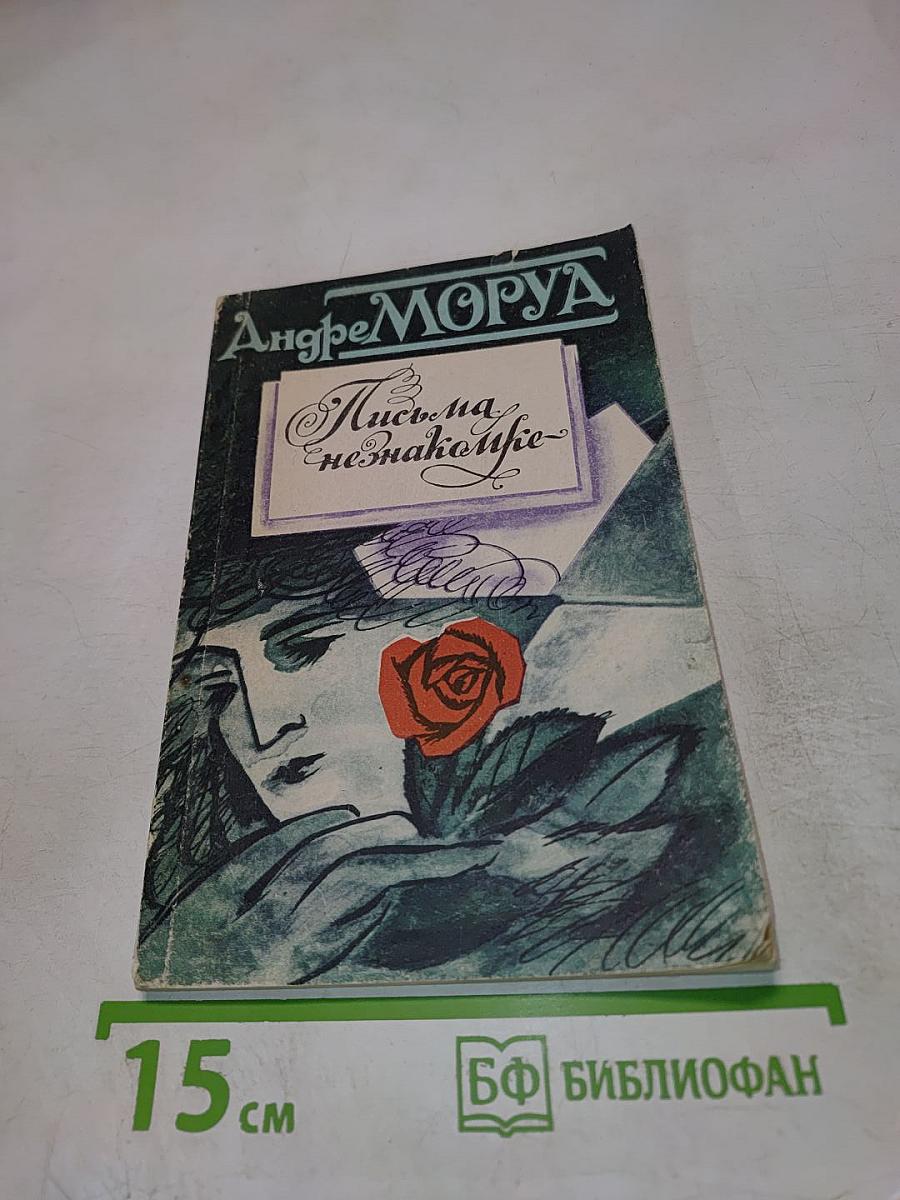 Андре МОРУА
Письма
незнакомке
15 см
БФ БИБЛИОФАН